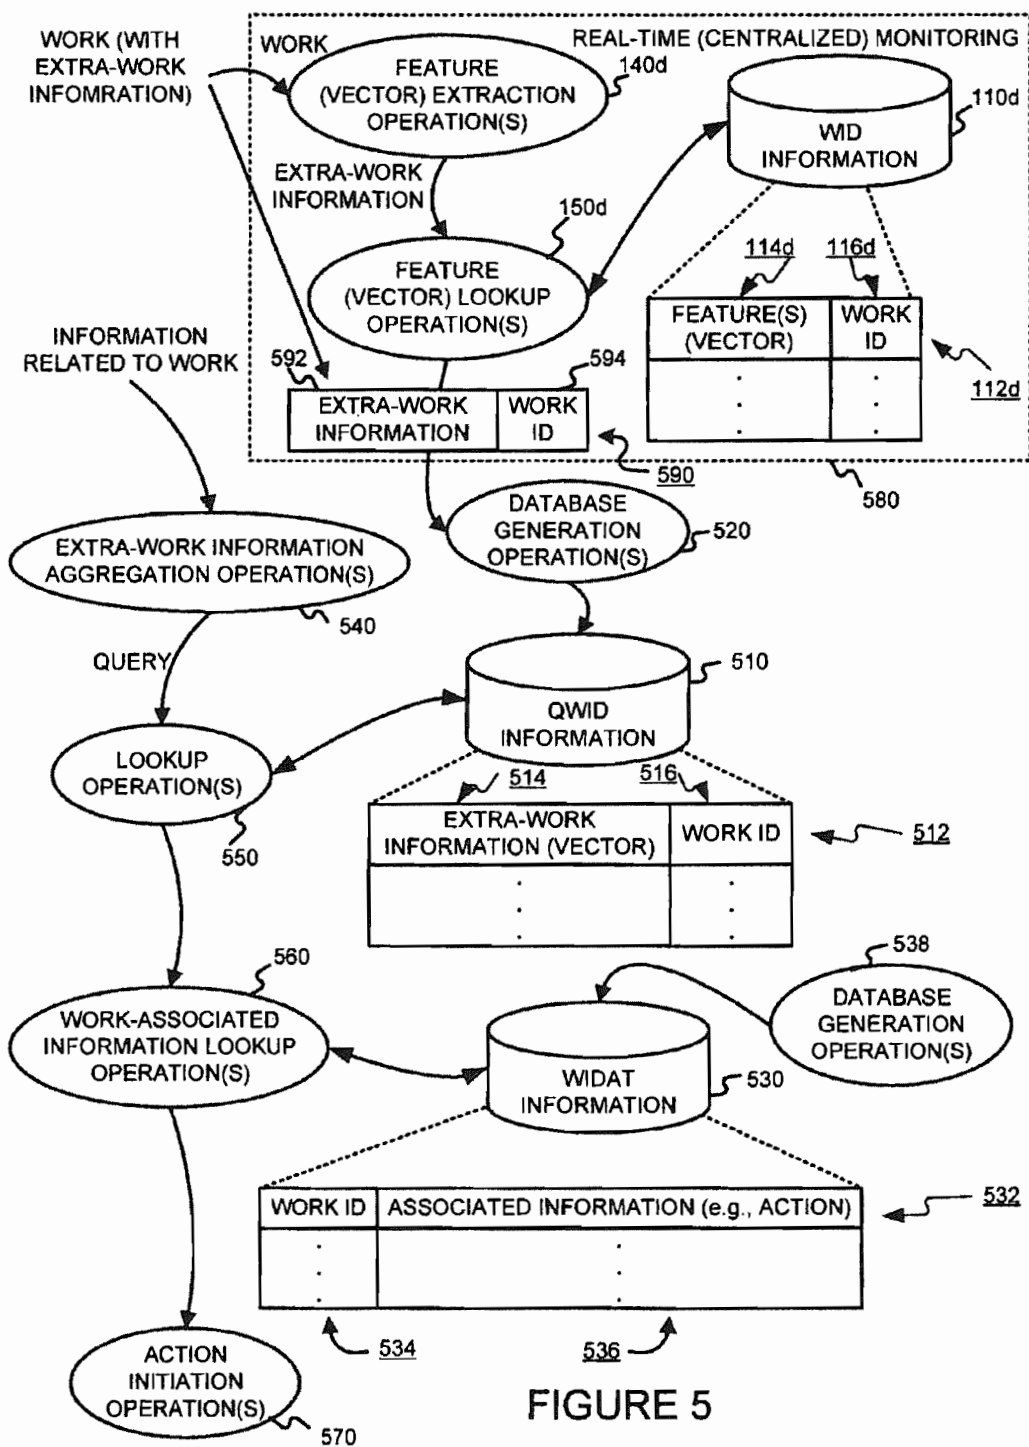 WORK (WITH
EXTRA-WORK
INFOMRATION)
WORK
REAL-TIME (CENTRALIZED) MONITORING
FEATURE
(VECTOR) EXTRACTION
OPERATION(S)
140d
110d
WID
INFORMATION
EXTRA-WORK
INFORMATION
150d
FEATURE
(VECTOR) LOOKUP
OPERATION(S)
114d
116d
FEATURE(S)
(VECTOR)
WORK
ID
112d
INFORMATION
RELATED TO WORK
592
594
EXTRA-WORK
INFORMATION
WORK
ID
590
580
DATABASE
GENERATION
OPERATION(S)
520
EXTRA-WORK INFORMATION
AGGREGATION OPERATION(S)
540
QUERY
510
QWID
INFORMATION
LOOKUP
OPERATION(S)
550
514
516
EXTRA-WORK
INFORMATION (VECTOR)
WORK ID
512
538
DATABASE
GENERATION
OPERATION(S)
560
WORK-ASSOCIATED
INFORMATION LOOKUP
OPERATION(S)
WIDAT
INFORMATION
530
WORK ID
ASSOCIATED INFORMATION (e.g., ACTION)
532
534
536
ACTION
INITIATION
OPERATION(S)
570
FIGURE 5